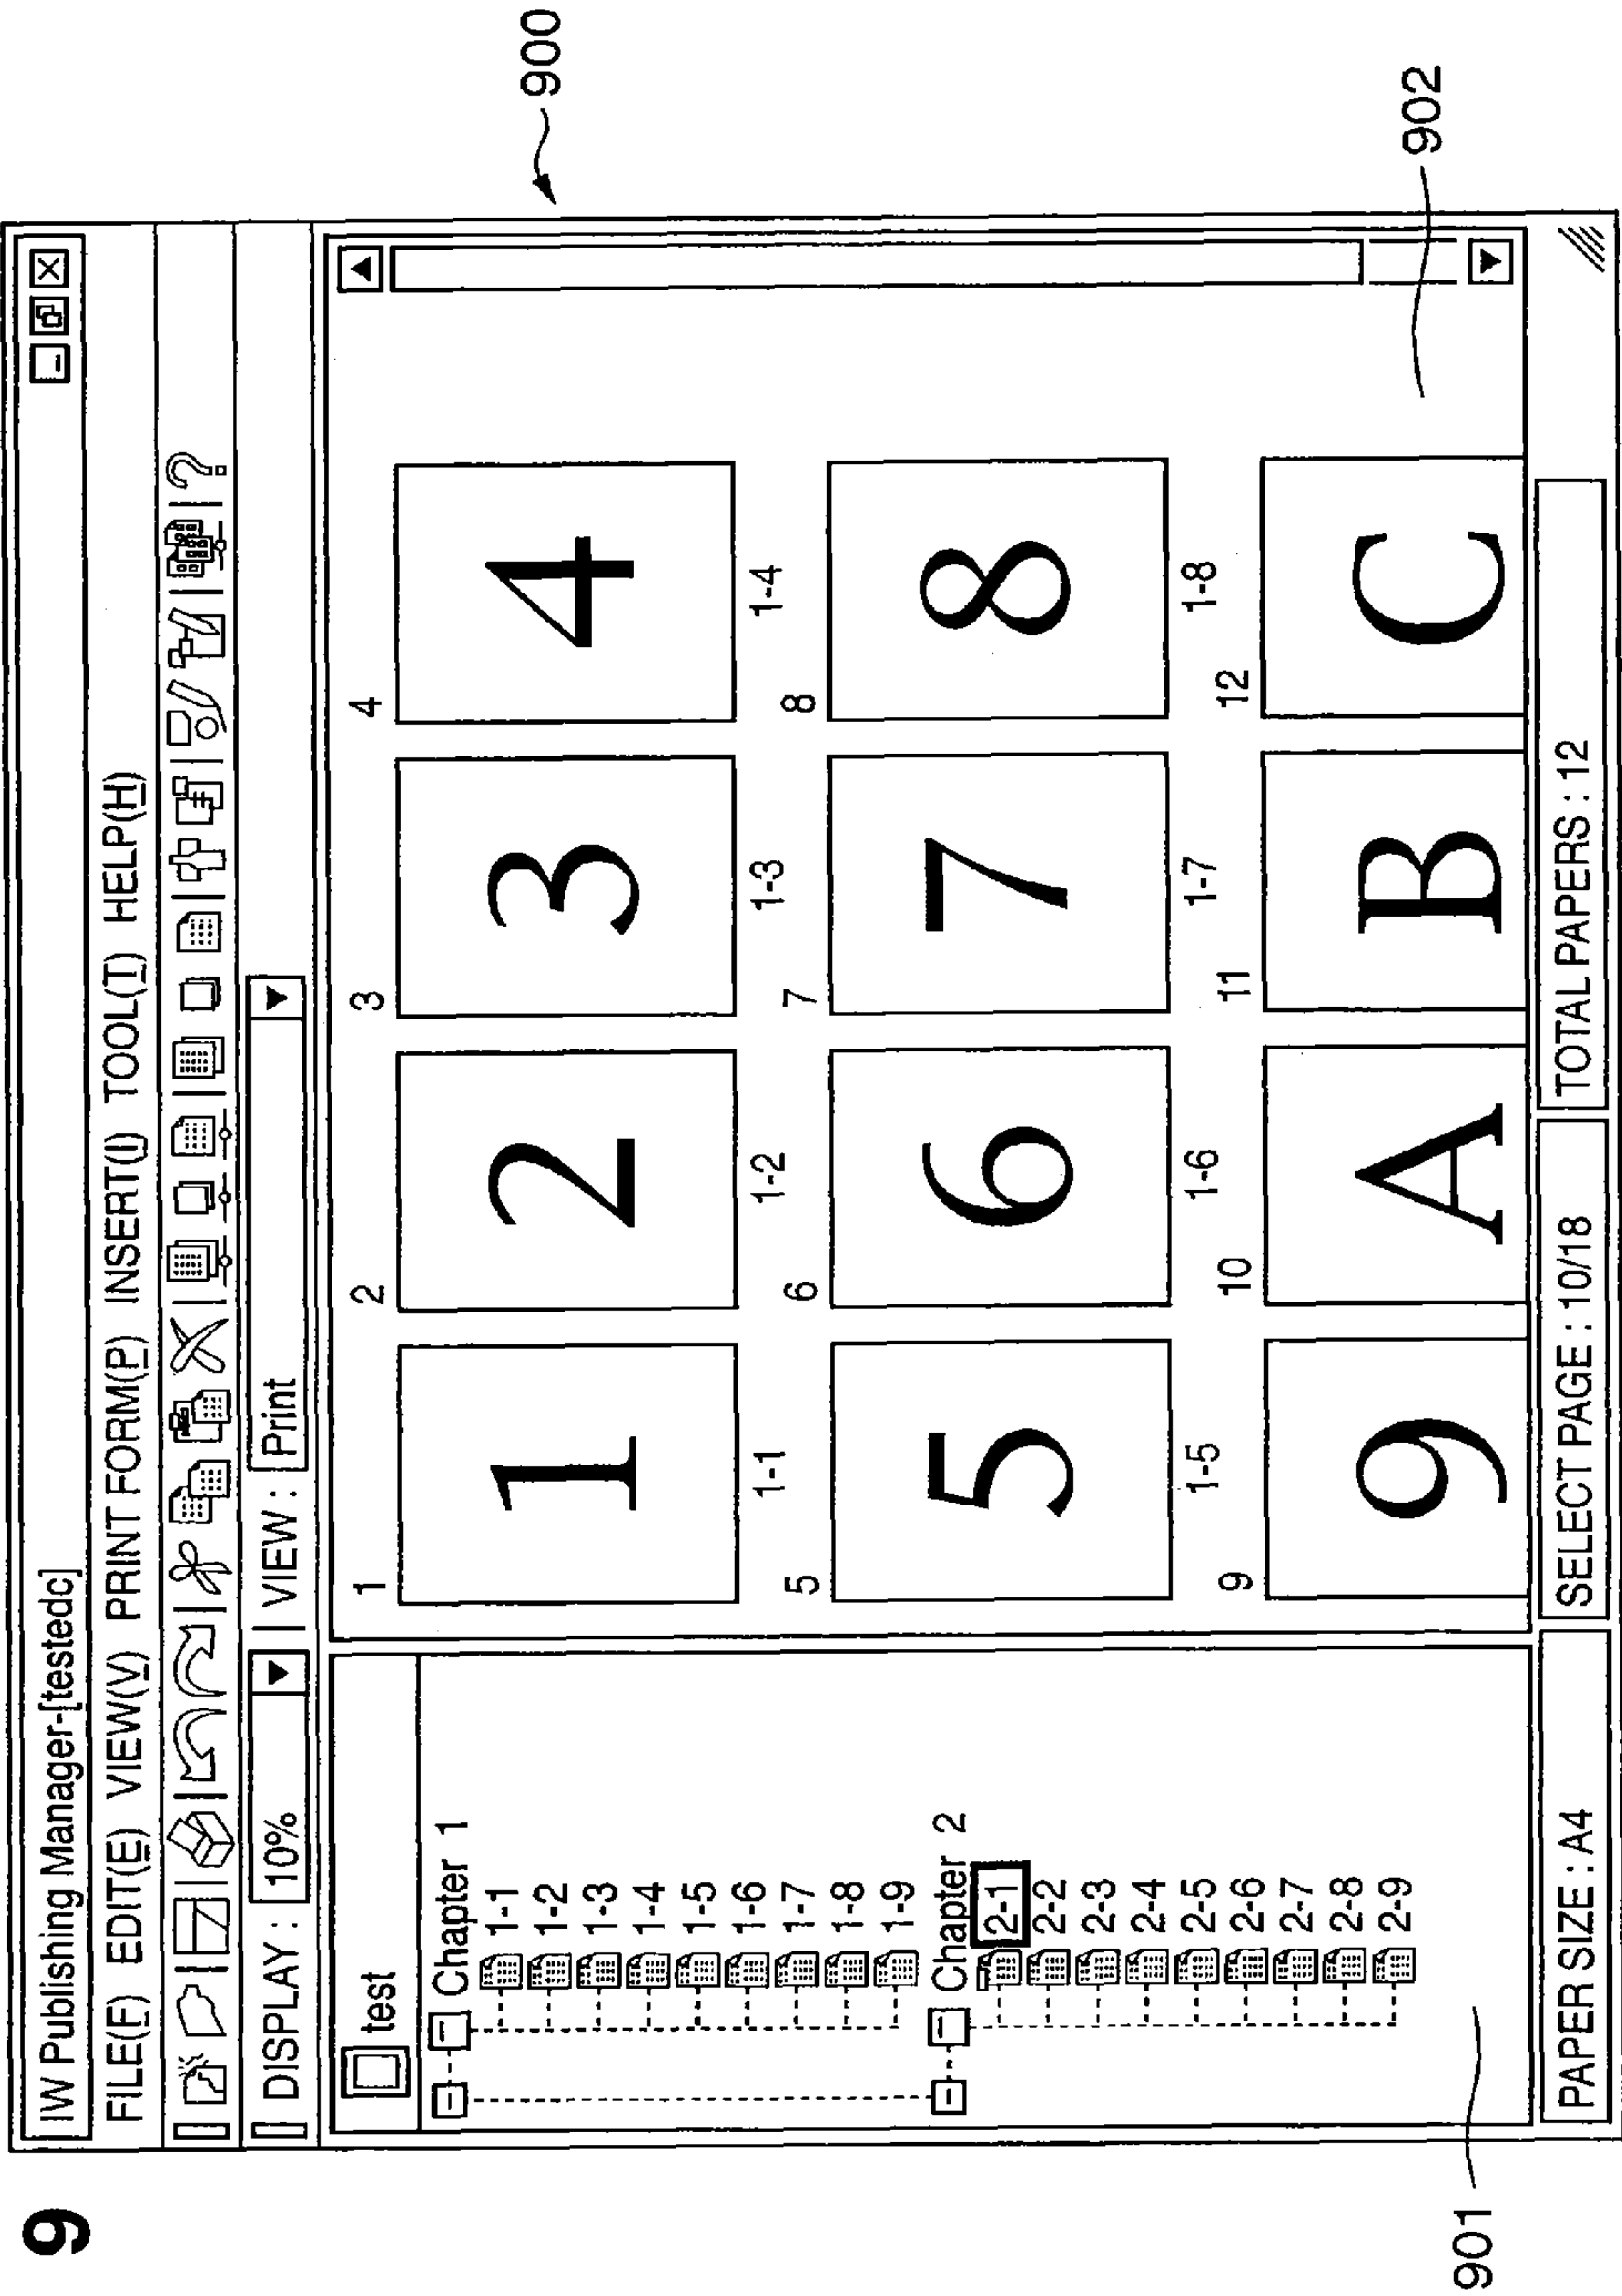 9
900
IW Publishing Manager-[testedc]
FILE(F) EDIT(E) VIEW(V) PRINT FORM(P) INSERT(I) TOOL(T) HELP(H)
?
DISPLAY : 10% VIEW : Print
test
Chapter 1
1-1
1-2
1-3
1-4
1-5
1-6
1-7
1-8
1-9
Chapter 2
2-1
2-2
2-3
2-4
2-5
2-6
2-7
2-8
2-9
1 2 3 4
1 2 3 4
1-1 1-2 1-3 1-4
5 6 7 8
5 6 7 8
1-5 1-6 1-7 1-8
9 10 11 12
9 A B C
PAPER SIZE : A4 SELECT PAGE : 10/18 TOTAL PAPERS : 12
901
902